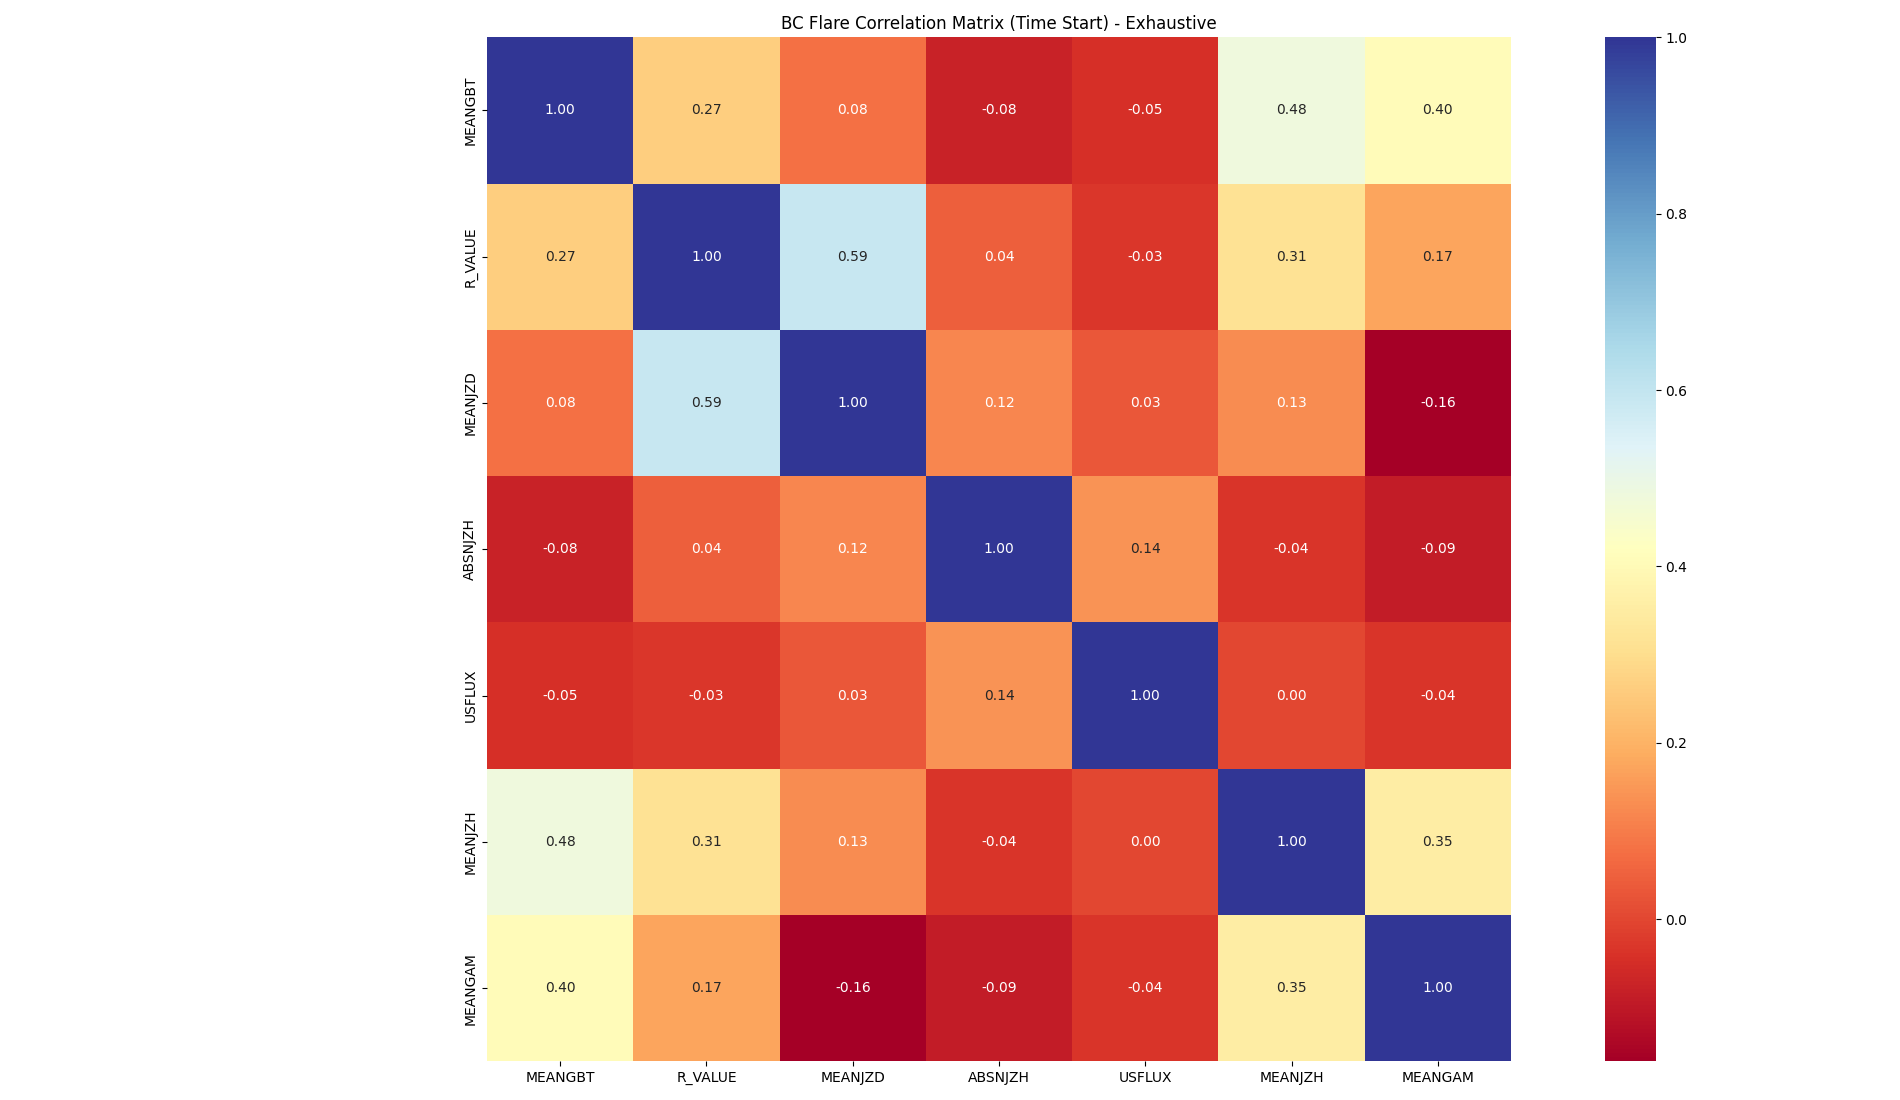 BC Flare Correlation Matrix (Time Start) - Exhaustive
MEANGBT 1.00 0.27 0.08 -0.08 -0.05 0.48 0.40
R_VALUE 0.27 1.00 0.59 0.04 -0.03 0.31 0.17
MEANJZD 0.08 0.59 1.00 0.12 0.03 0.13 -0.16
ABSNJZH -0.08 0.04 0.12 1.00 0.14 -0.04 -0.09
USFLUX -0.05 -0.03 0.03 0.14 1.00 0.00 -0.04
MEANJZH 0.48 0.31 0.13 -0.04 0.00 1.00 0.35
MEANGAM 0.40 0.17 -0.16 -0.09 -0.04 0.35 1.00
MEANGBT R_VALUE MEANJZD ABSNJZH USFLUX MEANJZH MEANGAM
1.0
0.8
0.6
0.4
0.2
0.0